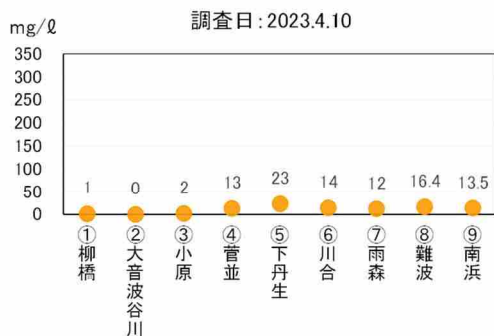 調査日:2023.4.10
mg/ℓ
350
300
250
200
150
100
50
0
1
0
2
13
23
14
12
16.4
13.5
①柳橋
②大音波谷川
③小原
④菅並
⑤下丹生
⑥川合
⑦雨森
⑧難波
⑨南浜